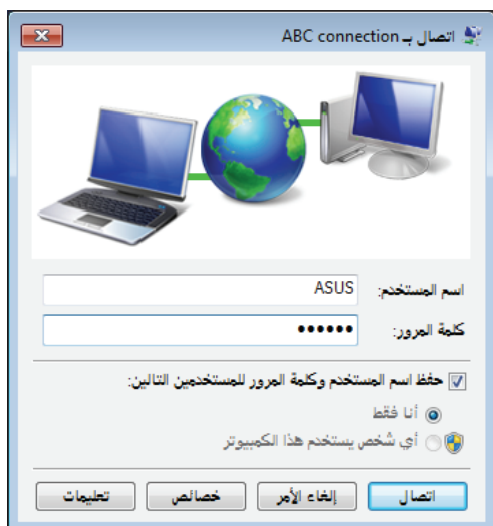 اتصال بـ ABC connection
اسم المستخدم: ASUS
كلمة المرور: ••••••
حفظ اسم المستخدم وكلمة المرور للمستخدمين التالين:
أنا فقط
أي شخص يستخدم هذا الكمبيوتر
اتصال إلغاء الأمر خصائص تعليمات